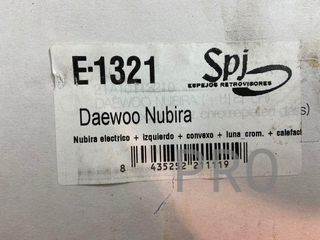 E-1321
Spj
ESPEJOS RETROVISORES
Daewoo Nubira
Nubira electrico + izquierdo + convexo + luna crom. + calefac
8 435252 211119
PRO